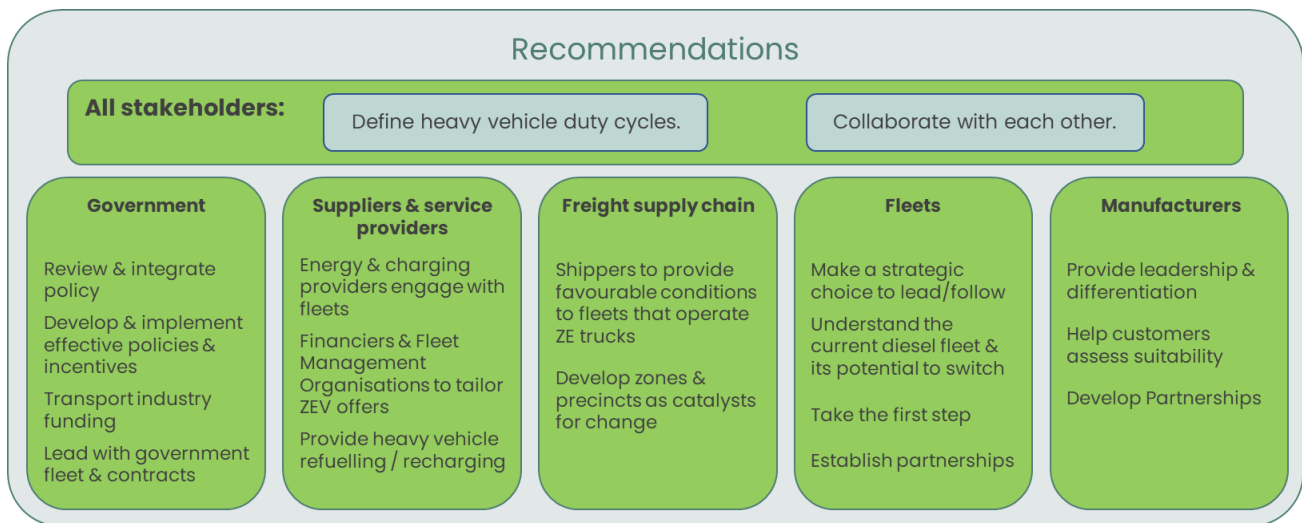 Recommendations
All stakeholders:
Define heavy vehicle duty cycles.
Collaborate with each other.
Government
Review & integrate
policy
Develop & implement
effective policies &
incentives
Transport industry
funding
Lead with government
fleet & contracts
Suppliers & service
providers
Energy & charging
providers engage with
fleets
Financiers & Fleet
Management
Organisations to tailor
ZEV offers
Provide heavy vehicle
refuelling / recharging
Freight supply chain
Shippers to provide
favourable conditions
to fleets that operate
ZE trucks
Develop zones &
precincts as catalysts
for change
Fleets
Make a strategic
choice to lead/follow
Understand the
current diesel fleet &
its potential to switch
Take the first step
Establish partnerships
Manufacturers
Provide leadership &
differentiation
Help customers
assess suitability
Develop Partnerships